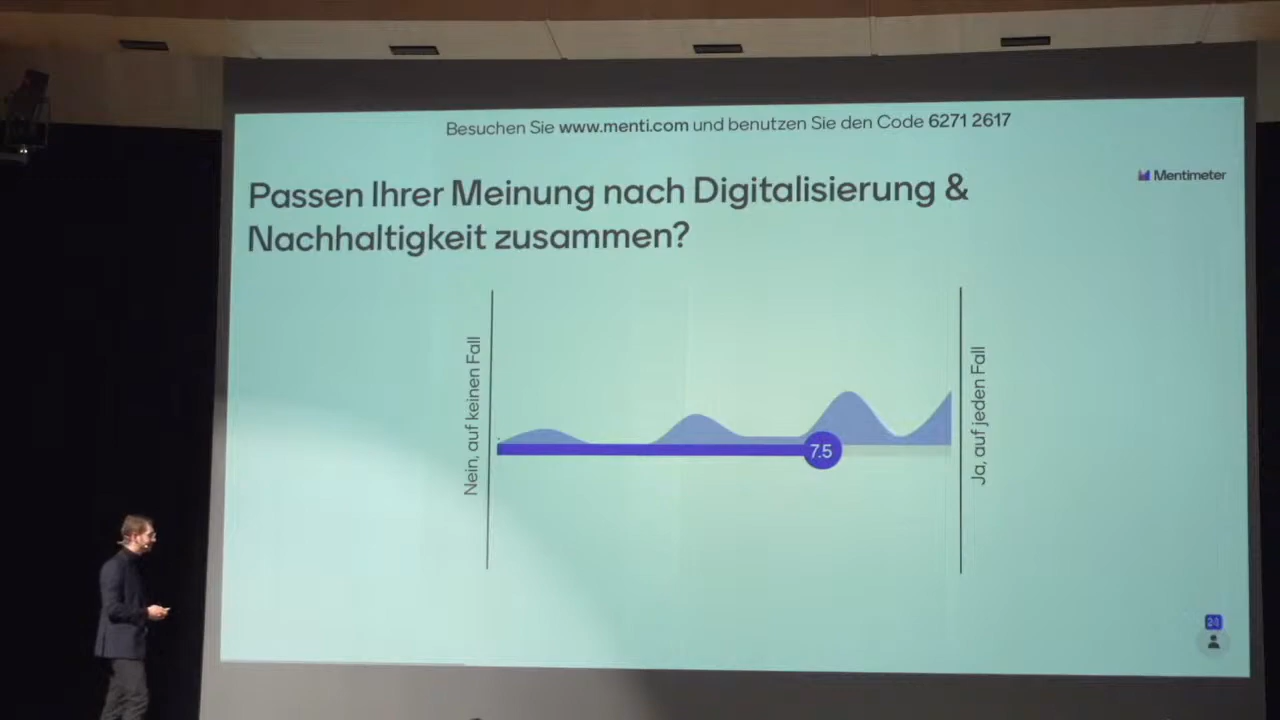 Besuchen Sie www.menti.com und benutzen Sie den Code 6271 2617
Mentimeter
Passen Ihrer Meinung nach Digitalisierung &
Nachhaltigkeit zusammen?
Nein, auf keinen Fall
7.5
Ja, auf jeden Fall